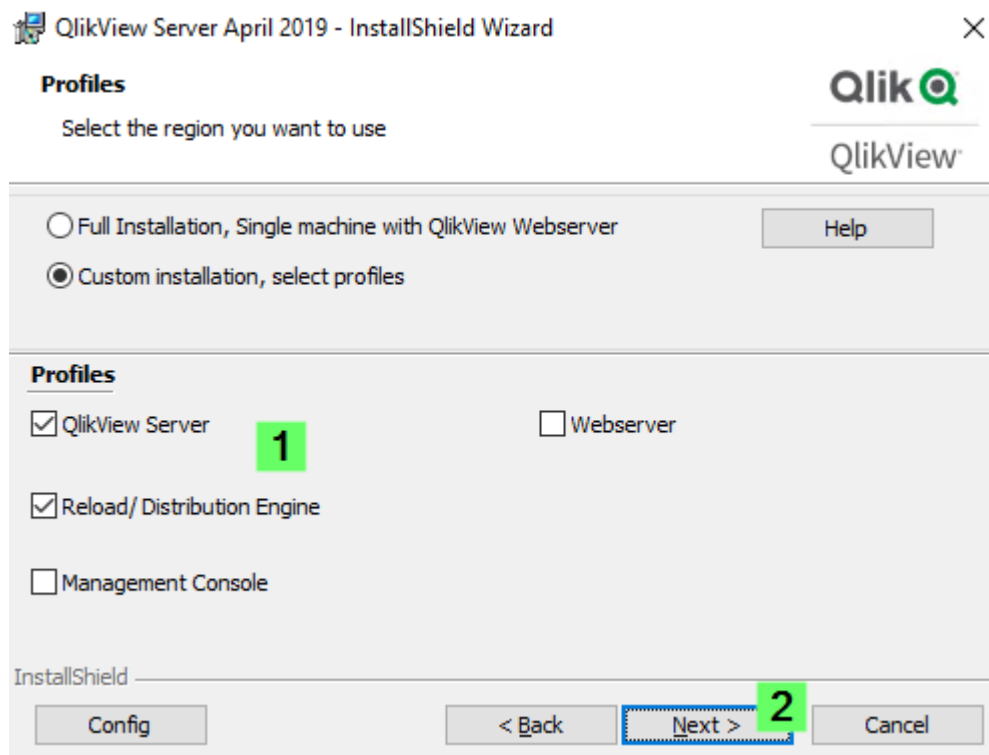 QlikView Server April 2019 - InstallShield Wizard
Profiles
Select the region you want to use
Qlik
QlikView
Full Installation, Single machine with QlikView Webserver
Help
Custom installation, select profiles
Profiles
QlikView Server
Webserver
1
Reload/ Distribution Engine
Management Console
InstallShield
Config
< Back
Next >
2
Cancel